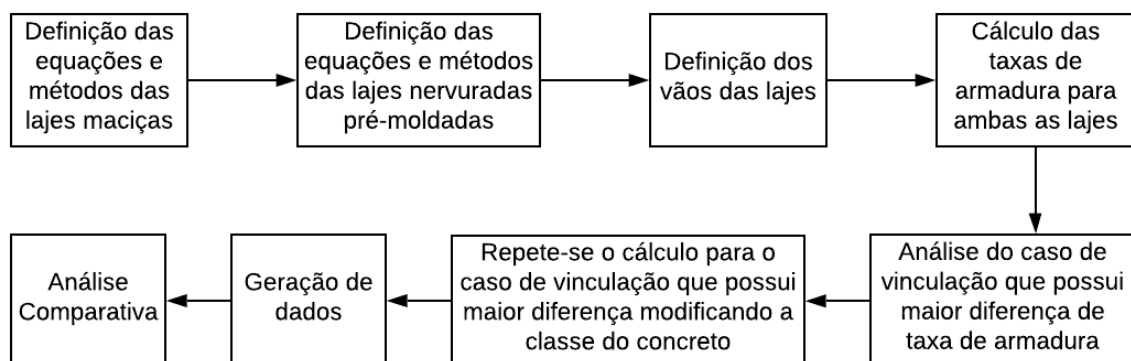 Definição das
equações e
métodos das
lajes maciças
Definição das
equações e métodos
das lajes nervuradas
pré-moldadas
Definição dos
vãos das lajes
Cálculo das
taxas de
armadura para
ambas as lajes
Análise do caso de
vinculação que possui
maior diferença de
taxa de armadura
Repete-se o cálculo para o
caso de vinculação que possui
maior diferença modificando a
classe do concreto
Geração de
dados
Análise
Comparativa